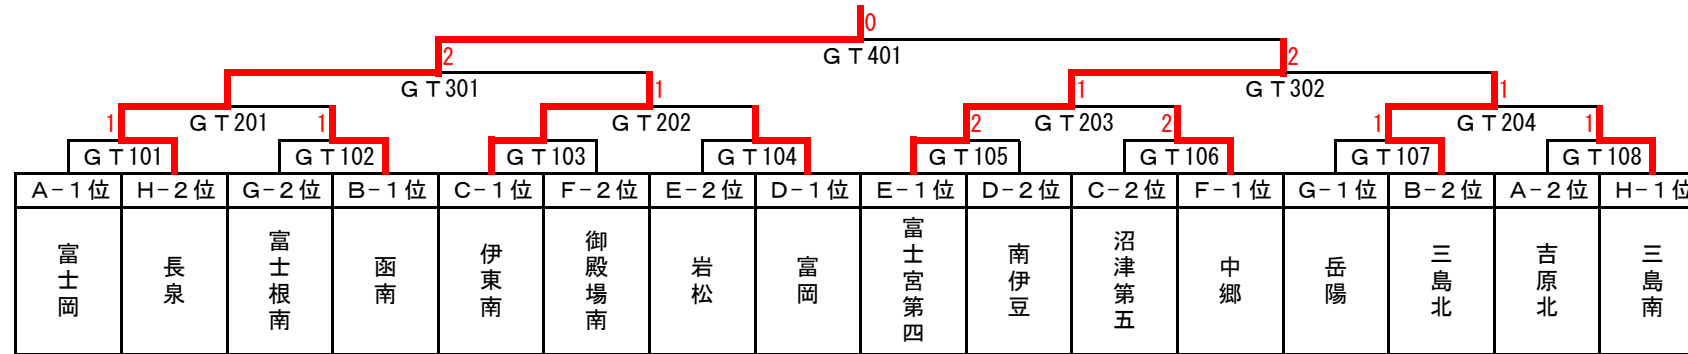 0
2 GT401 2
GT301 1 1 GT302 1
1 GT201 1 GT202 2 GT203 2 1 GT204 1
GT101 GT102 GT103 GT104 GT105 GT106 GT107 GT108
A-1位 H-2位 G-2位 B-1位 C-1位 F-2位 E-2位 D-1位 E-1位 D-2位 C-2位 F-1位 G-1位 B-2位 A-2位 H-1位
富士岡 長泉 富士根南 函南 伊東南 御殿場南 岩松 富岡 富士宮第四 南伊豆 沼津第五 中郷 岳陽 三島北 吉原北 三島南